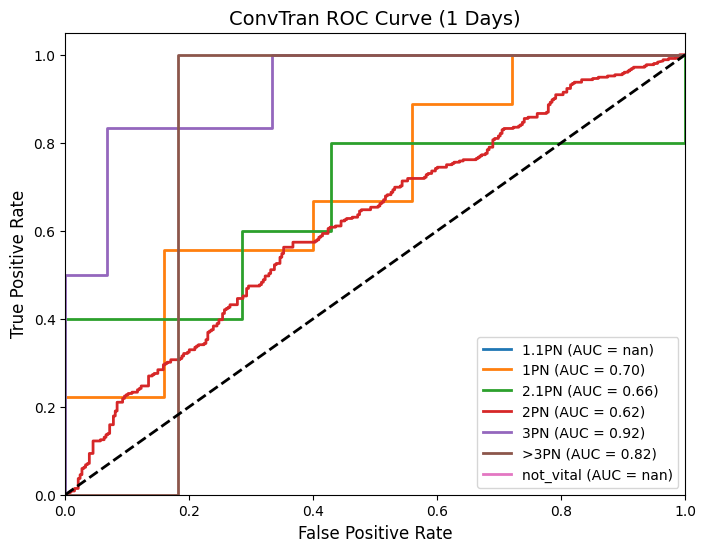 ConvTran ROC Curve (1 Days)
True Positive Rate
1.0
0.8
0.6
0.4
0.2
0.0
0.0 0.2 0.4 0.6 0.8 1.0
False Positive Rate
1.1PN (AUC = nan)
1PN (AUC = 0.70)
2.1PN (AUC = 0.66)
2PN (AUC = 0.62)
3PN (AUC = 0.92)
>3PN (AUC = 0.82)
not_vital (AUC = nan)